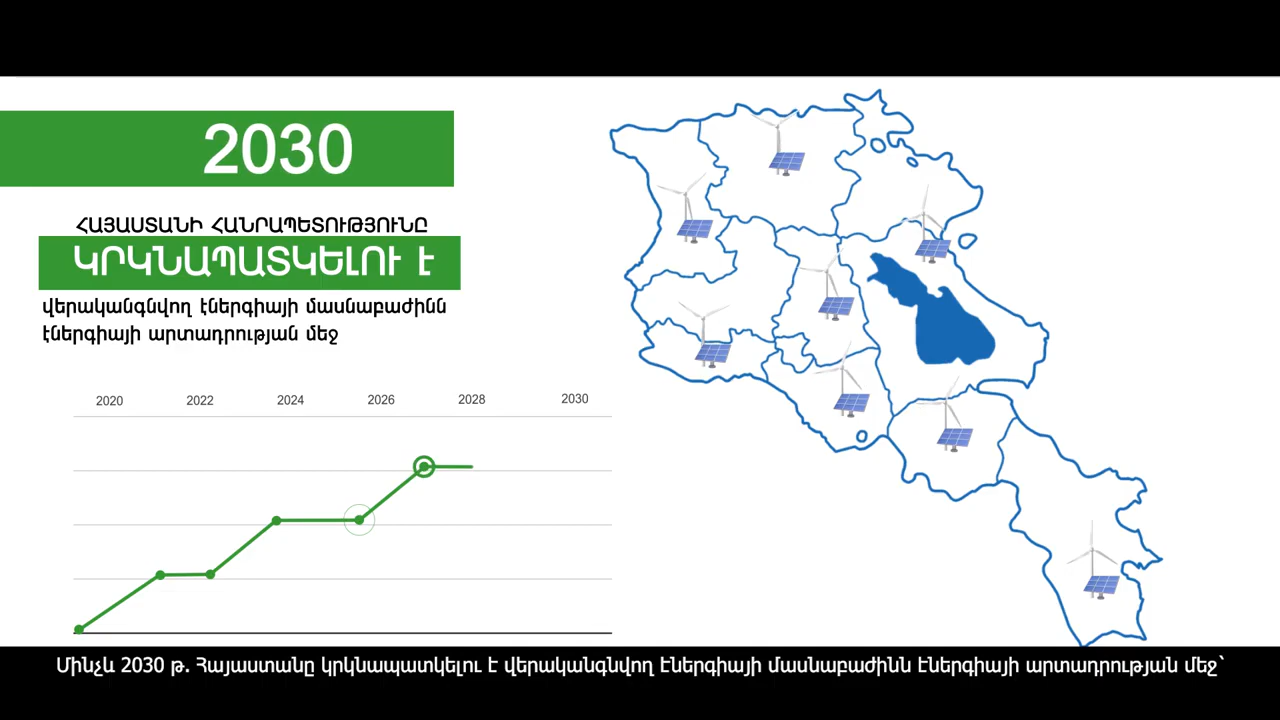 2030
ՀԱՅԱՍՏԱՆԻ ՀԱՆՐԱՊԵՏՈՒԹՅՈՒՆԸ
ԿՐԿՆԱՊԱՏԿԵԼՈՒ է
վերականգնվող էներգիայի մասնաբաժինն
էներգիայի արտադրության մեջ
2020 2022 2024 2026 2028 2030
Մինչև 2030 թ. Հայաստանը կրկնապատկելու է վերականգնվող էներգիայի մասնաբաժինն էներգիայի արտադրության մեջ՝